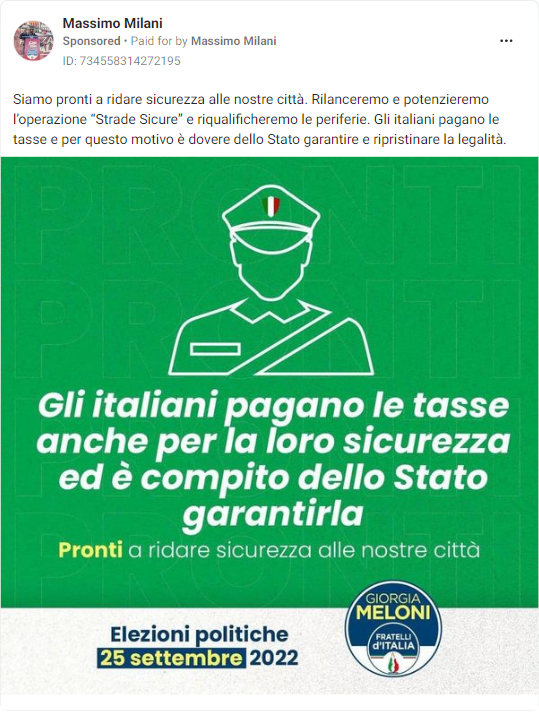 Massimo Milani
Sponsored • Paid for by Massimo Milani
ID: 734558314272195
Siamo pronti a ridare sicurezza alle nostre città. Rilanceremo e potenzieremo
l'operazione “Strade Sicure” e riqualificheremo le periferie. Gli italiani pagano le
tasse e per questo motivo è dovere dello Stato garantire e ripristinare la legalità.
PRONTI
PRONTI
PRONTI
PRONTI
Gli italiani pagano le tasse
anche per la loro sicurezza
ed è compito dello Stato
garantirla
Pronti a ridare sicurezza alle nostre città
Elezioni politiche
25 settembre 2022
GIORGIA
MELONI
FRATELLI
d'ITALIA